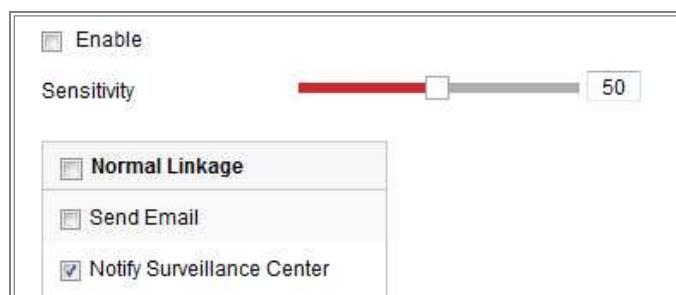 Enable
Sensitivity 50
Normal Linkage
Send Email
Notify Surveillance Center